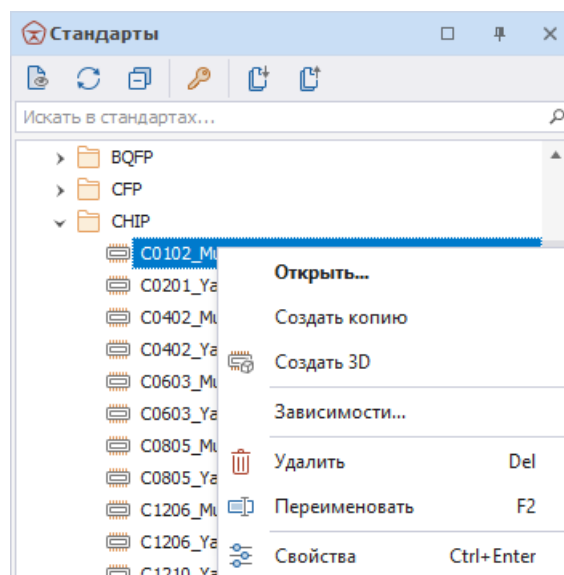 Стандарты
Искать в стандартах...
BQFP
CFP
CHIP
C0102_Mu
Открыть...
C0201_Ya
Создать копию
C0402_Mu
C0402_Ya
Создать 3D
C0603_Mu
C0603_Ya
Зависимости...
C0805_Mu
Удалить Del
C0805_Ya
C1206_Mu
Переименовать F2
C1206_Ya
Свойства Ctrl+Enter
C1210_Ya